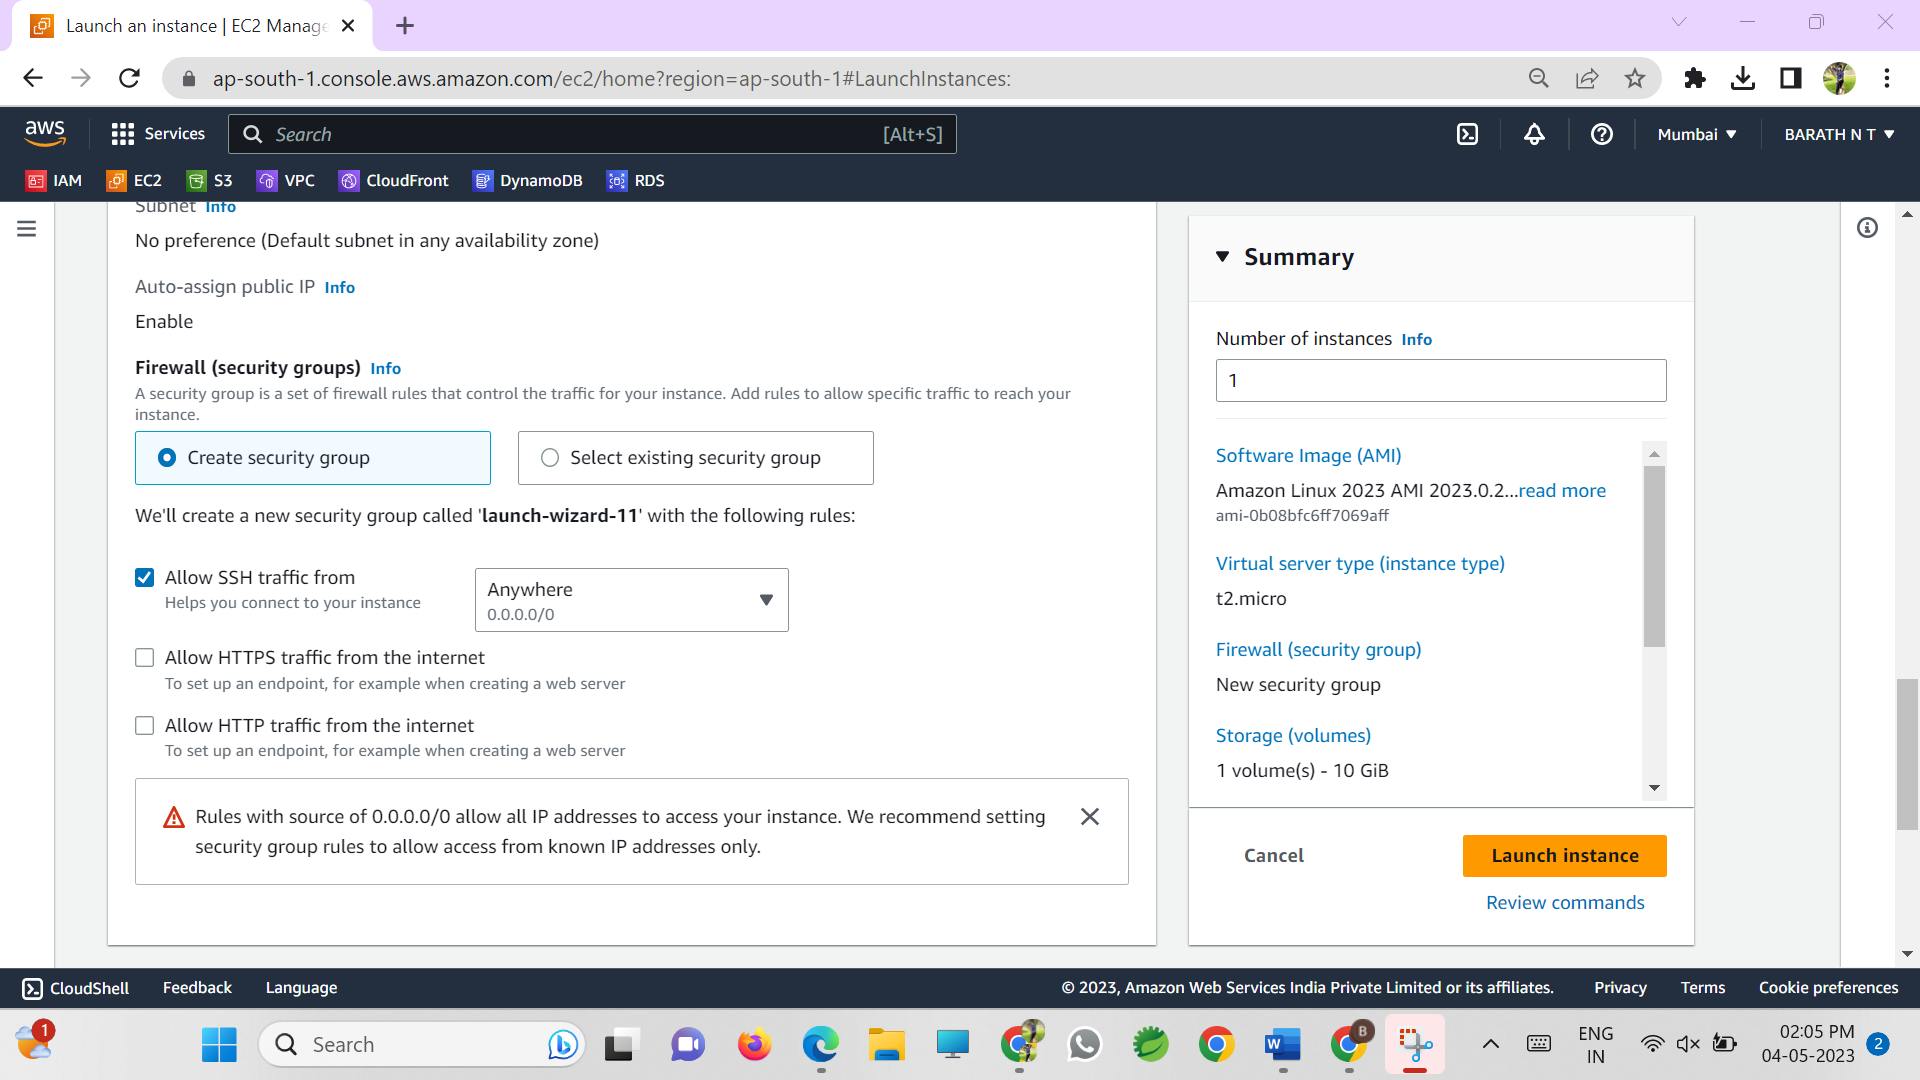 Launch an instance | EC2 Manage
ap-south-1.console.aws.amazon.com/ec2/home?region=ap-south-1#LaunchInstances:
aws
Services
Search
[Alt+S]
Mumbai
BARATH N T
IAM
EC2
S3
VPC
CloudFront
DynamoDB
RDS
Subnet Info
No preference (Default subnet in any availability zone)
Auto-assign public IP Info
Enable
Firewall (security groups) Info
A security group is a set of firewall rules that control the traffic for your instance. Add rules to allow specific traffic to reach your
instance.
Create security group
Select existing security group
We'll create a new security group called 'launch-wizard-11' with the following rules:
Allow SSH traffic from
Helps you connect to your instance
Anywhere
0.0.0.0/0
Allow HTTPS traffic from the internet
To set up an endpoint, for example when creating a web server
Allow HTTP traffic from the internet
To set up an endpoint, for example when creating a web server
Rules with source of 0.0.0.0/0 allow all IP addresses to access your instance. We recommend setting
security group rules to allow access from known IP addresses only.
Summary
Number of instances Info
1
Software Image (AMI)
Amazon Linux 2023 AMI 2023.0.2...read more
ami-0b08bfc6ff7069aff
Virtual server type (instance type)
t2.micro
Firewall (security group)
New security group
Storage (volumes)
1 volume(s) - 10 GiB
Cancel
Launch instance
Review commands
CloudShell
Feedback
Language
© 2023, Amazon Web Services India Private Limited or its affiliates.
Privacy
Terms
Cookie preferences
1
Search
W
B
ENG
IN
02:05 PM
04-05-2023
2